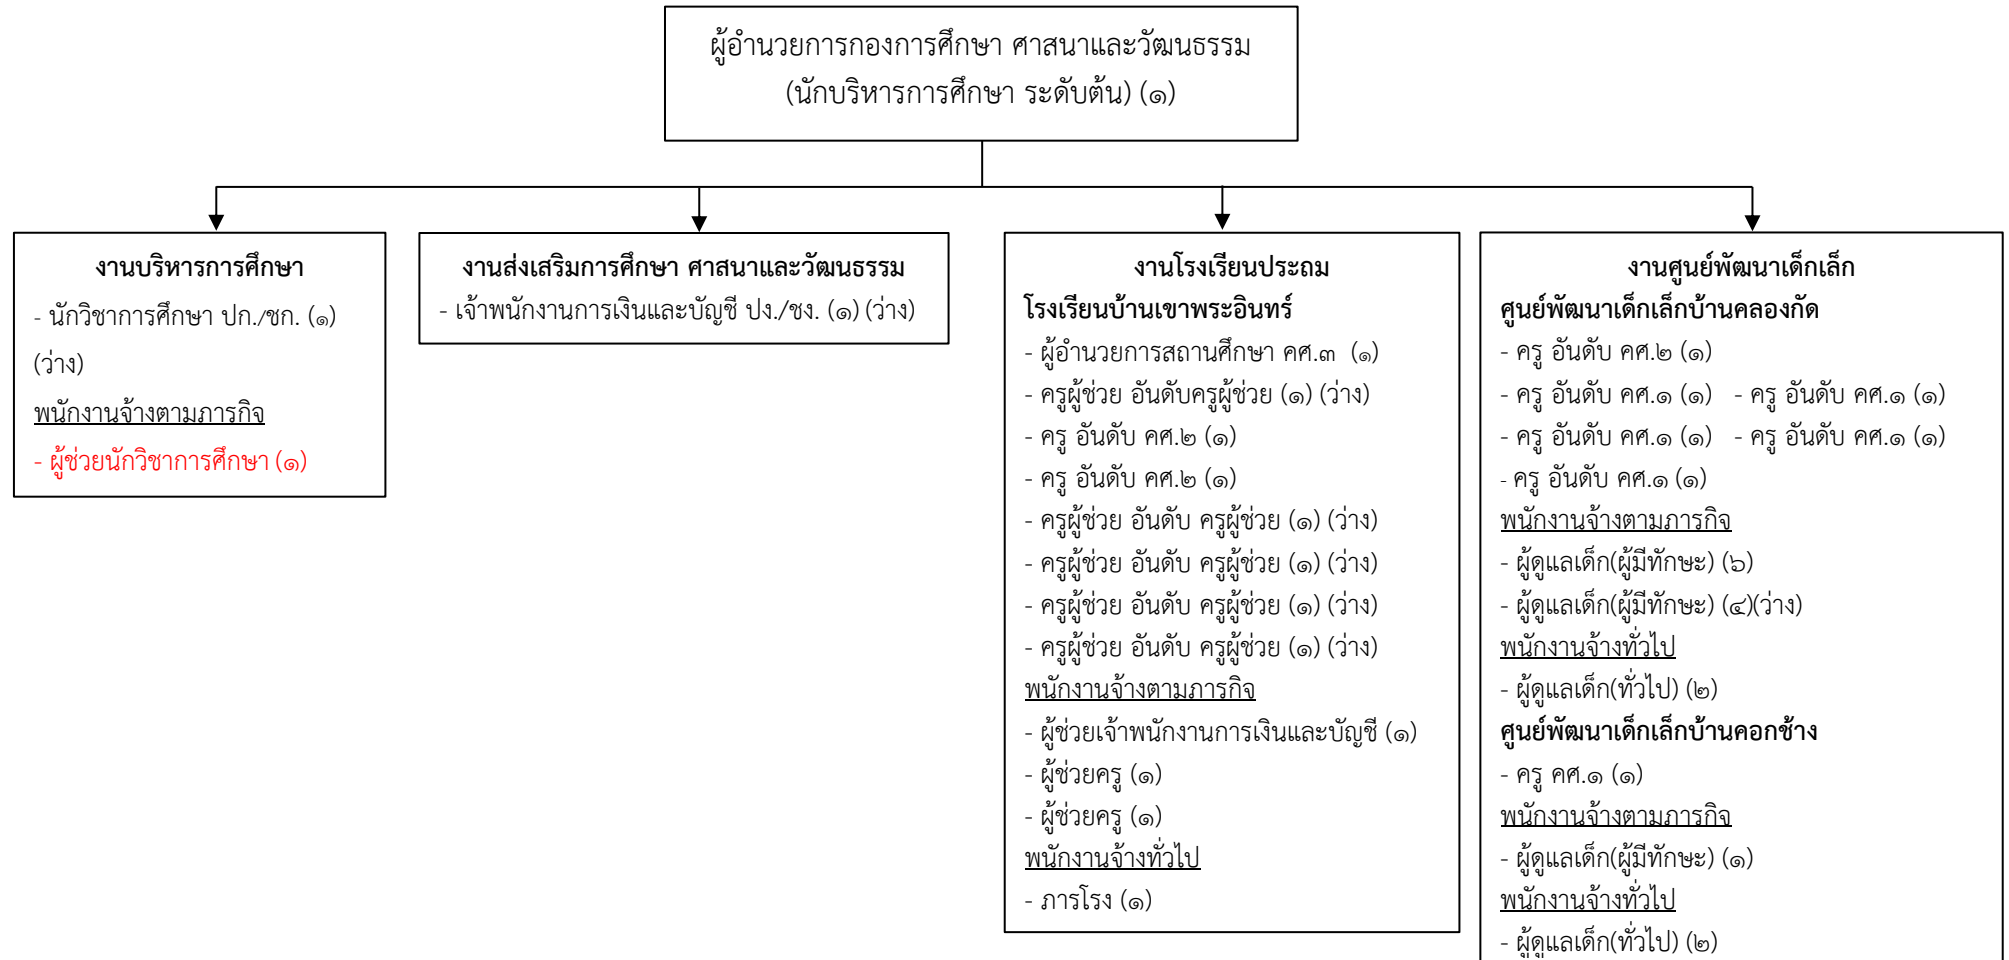 ผู้อำนวยการกองการศึกษา ศาสนาและวัฒนธรรม
(นักบริหารการศึกษา ระดับต้น) (๑)
งานบริหารการศึกษา
- นักวิชาการศึกษา ปก./ชก. (๑)
(ว่าง)
พนักงานจ้างตามภารกิจ
- ผู้ช่วยนักวิชาการศึกษา (๑)
งานส่งเสริมการศึกษา ศาสนาและวัฒนธรรม
- เจ้าพนักงานการเงินและบัญชี ปง./ชง. (๑) (ว่าง)
งานโรงเรียนประถม
โรงเรียนบ้านเขาพระอินทร์
- ผู้อำนวยการสถานศึกษา คศ.๓ (๑)
- ครูผู้ช่วย อันดับครูผู้ช่วย (๑) (ว่าง)
- ครู อันดับ คศ.๒ (๑)
- ครู อันดับ คศ.๒ (๑)
- ครูผู้ช่วย อันดับ ครูผู้ช่วย (๑) (ว่าง)
- ครูผู้ช่วย อันดับ ครูผู้ช่วย (๑) (ว่าง)
- ครูผู้ช่วย อันดับ ครูผู้ช่วย (๑) (ว่าง)
- ครูผู้ช่วย อันดับ ครูผู้ช่วย (๑) (ว่าง)
พนักงานจ้างตามภารกิจ
- ผู้ช่วยเจ้าพนักงานการเงินและบัญชี (๑)
- ผู้ช่วยครู (๑)
- ผู้ช่วยครู (๑)
พนักงานจ้างทั่วไป
- ภารโรง (๑)
งานศูนย์พัฒนาเด็กเล็ก
ศูนย์พัฒนาเด็กเล็กบ้านคลองกัด
- ครู อันดับ คศ.๒ (๑)
- ครู อันดับ คศ.๑ (๑) - ครู อันดับ คศ.๑ (๑)
- ครู อันดับ คศ.๑ (๑) - ครู อันดับ คศ.๑ (๑)
- ครู อันดับ คศ.๑ (๑)
พนักงานจ้างตามภารกิจ
- ผู้ดูแลเด็ก(ผู้มีทักษะ) (๖)
- ผู้ดูแลเด็ก(ผู้มีทักษะ) (๔)(ว่าง)
พนักงานจ้างทั่วไป
- ผู้ดูแลเด็ก(ทั่วไป) (๒)
ศูนย์พัฒนาเด็กเล็กบ้านคอกช้าง
- ครู คศ.๑ (๑)
พนักงานจ้างตามภารกิจ
- ผู้ดูแลเด็ก(ผู้มีทักษะ) (๑)
พนักงานจ้างทั่วไป
- ผู้ดูแลเด็ก(ทั่วไป) (๒)